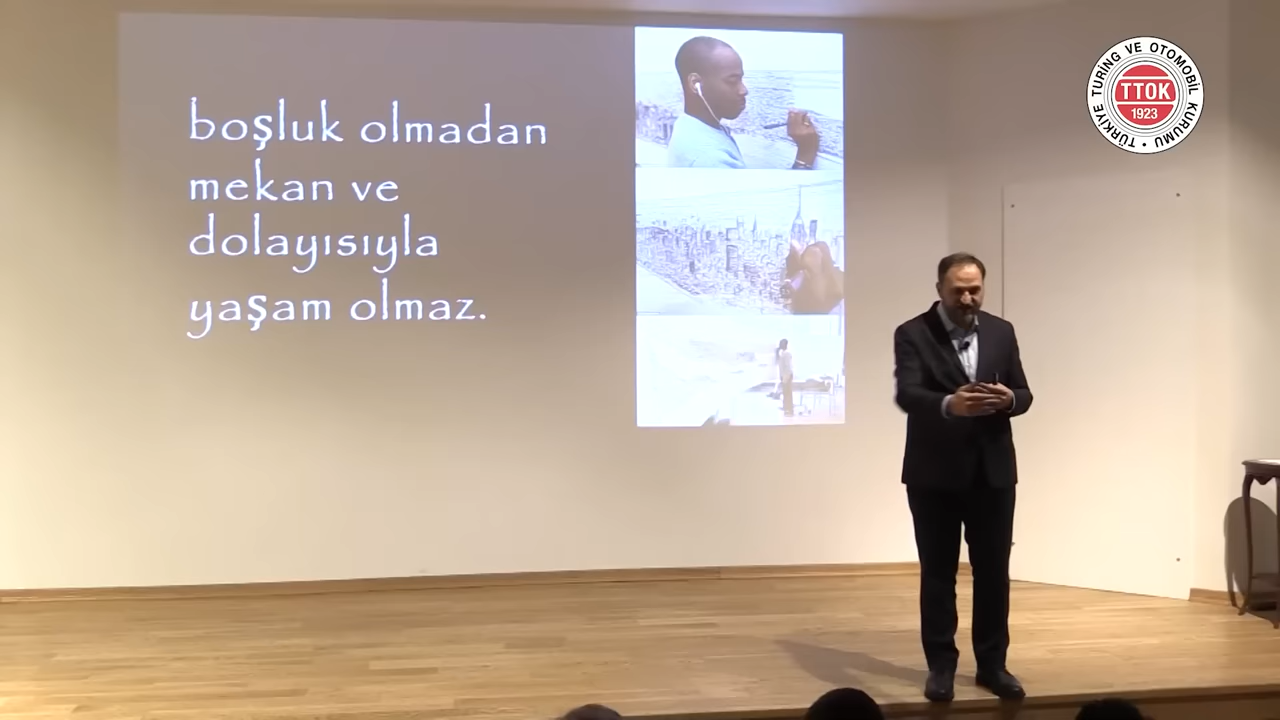 boşluk olmadan
mekan ve
dolayısıyla
yaşam olmaz.
TÜRKİYE TURİNG VE OTOMOBİL KURUMU •
TTOK
1923